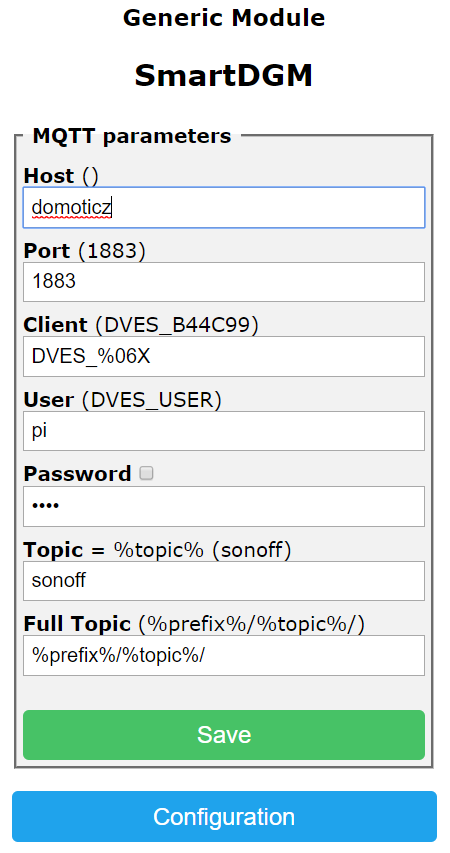 Generic Module
SmartDGM
MQTT parameters
Host ()
domoticz
Port (1883)
1883
Client (DVES_B44C99)
DVES_%06X
User (DVES_USER)
pi
Password
••••
Topic = %topic% (sonoff)
sonoff
Full Topic (%prefix%/%topic%/)
%prefix%/%topic%/
Save
Configuration